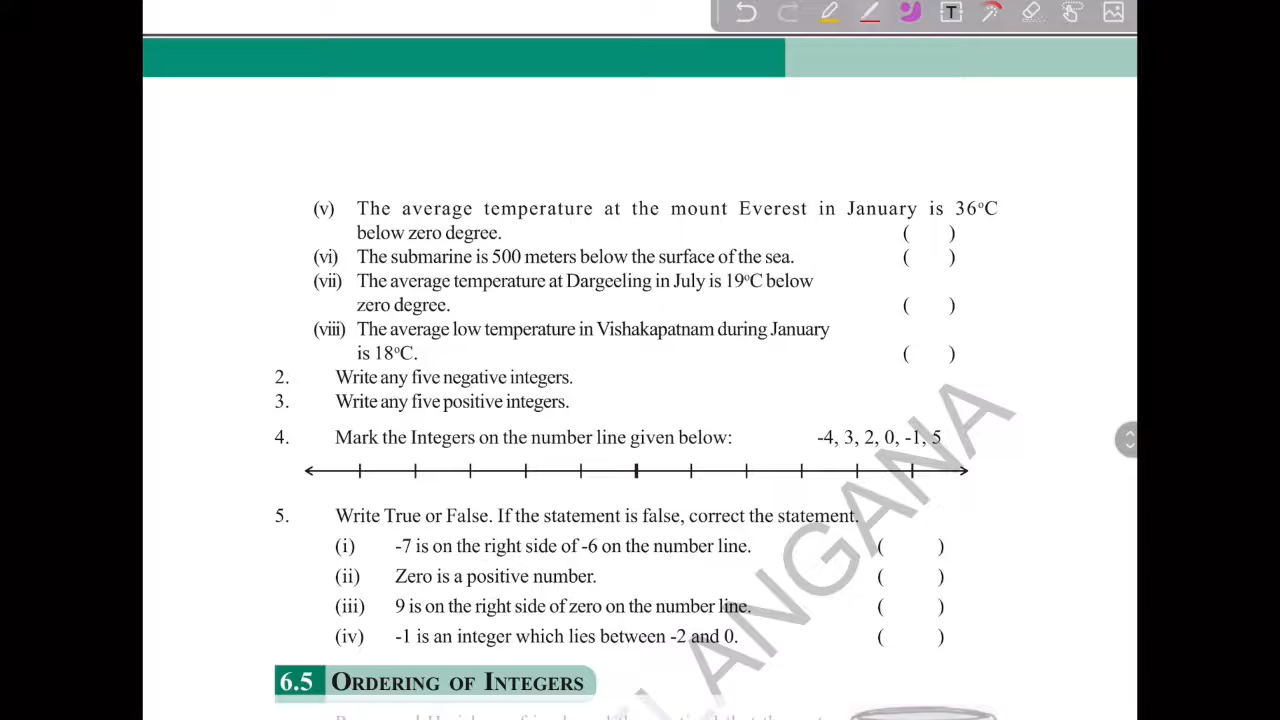 T
(v) The average temperature at the mount Everest in January is 36°C
below zero degree. ( )
(vi) The submarine is 500 meters below the surface of the sea. ( )
(vii) The average temperature at Dargeeling in July is 19°C below
zero degree. ( )
(viii) The average low temperature in Vishakapatnam during January
is 18°C. ( )
2. Write any five negative integers.
3. Write any five positive integers.
4. Mark the Integers on the number line given below: -4, 3, 2, 0, -1, 5
5. Write True or False. If the statement is false, correct the statement.
(i) -7 is on the right side of -6 on the number line. ( )
(ii) Zero is a positive number. ( )
(iii) 9 is on the right side of zero on the number line. ( )
(iv) -1 is an integer which lies between -2 and 0. ( )
6.5 ORDERING OF INTEGERS
LANGANA